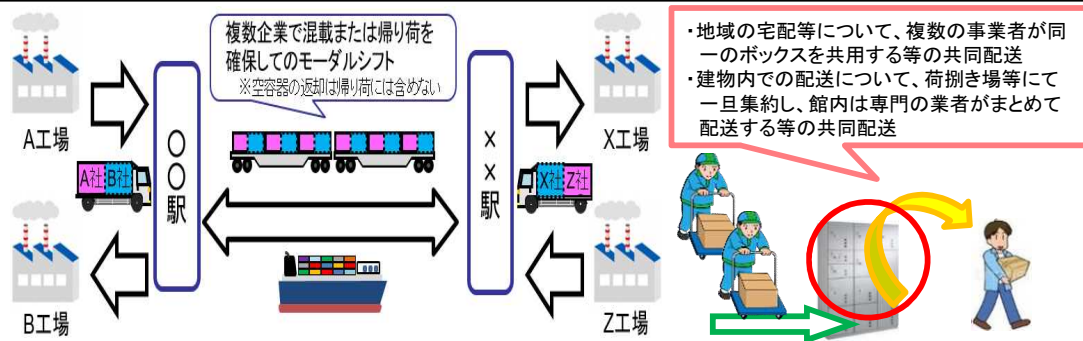 複数企業で混載または帰り荷を
確保してのモーダルシフト
※空容器の返却は帰り荷には含めない
A工場
A社 B社
B工場
〇〇駅
××駅
X社 Z社
X工場
Z工場
・地域の宅配等について、複数の事業者が同
一のボックスを共用する等の共同配送
・建物内での配送について、荷捌き場等にて
一旦集約し、館内は専門の業者がまとめて
配送する等の共同配送